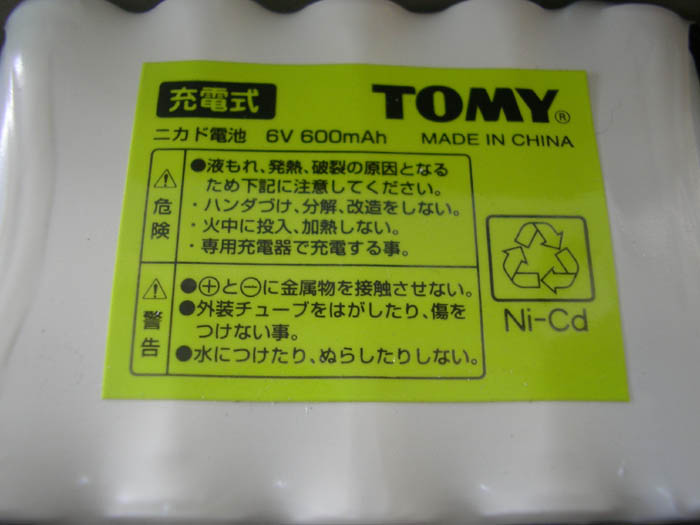 充電式
TOMY®
ニカド電池 6V 600mAh MADE IN CHINA
危険
●液もれ、発熱、破裂の原因となる
ため下記に注意してください。
・ハンダづけ、分解、改造をしない。
・火中に投入、加熱しない。
・専用充電器で充電する事。
警告
●⊕と⊖に金属物を接触させない。
●外装チューブをはがしたり、傷を
つけない事。
●水につけたり、ぬらしたりしない。
Ni-Cd